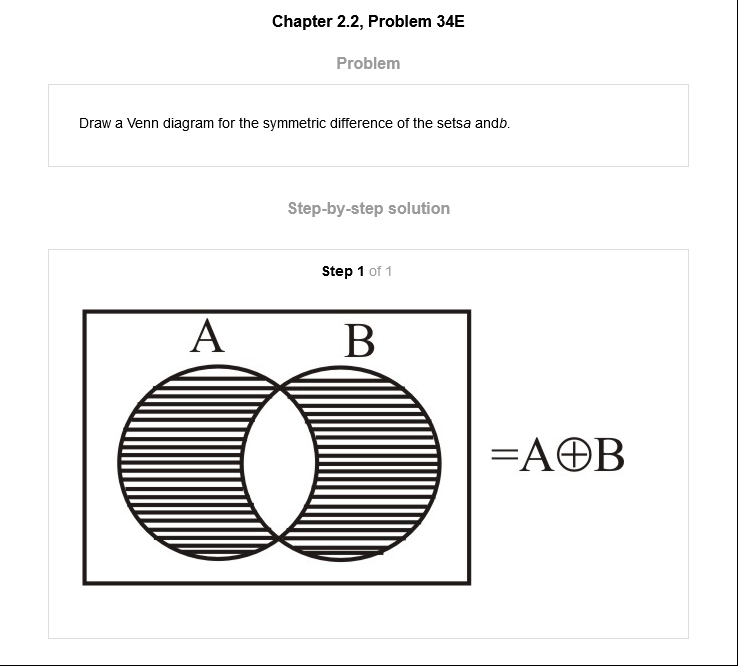 Chapter 2.2, Problem 34E
Problem
Draw a Venn diagram for the symmetric difference of the setsa andb.
Step-by-step solution
Step 1 of 1
A B
=A⊕B